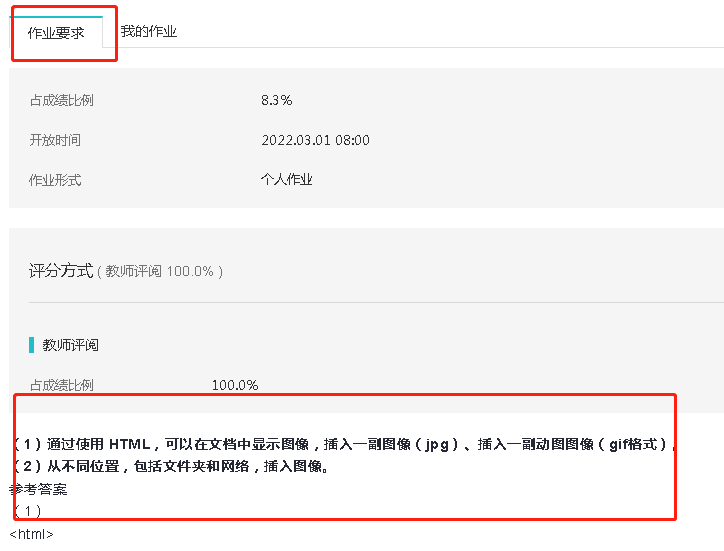 作业要求 我的作业
占成绩比例 8.3%
开放时间 2022.03.01 08:00
作业形式 个人作业
评分方式 ( 教师评阅 100.0% )
教师评阅
占成绩比例 100.0%
（1）通过使用 HTML，可以在文档中显示图像，插入一副图像（jpg）、插入一副动图图像（gif格式）。
（2）从不同位置，包括文件夹和网络，插入图像。
参考答案
（1）
<html>